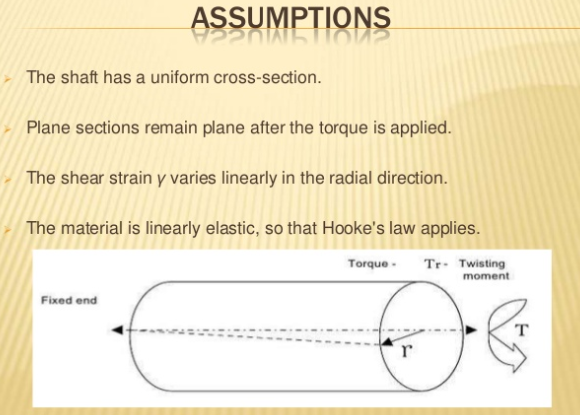 ASSUMPTIONS
The shaft has a uniform cross-section.
Plane sections remain plane after the torque is applied.
The shear strain γ varies linearly in the radial direction.
The material is linearly elastic, so that Hooke's law applies.
Torque - Tr- Twisting
moment
Fixed end
T
r